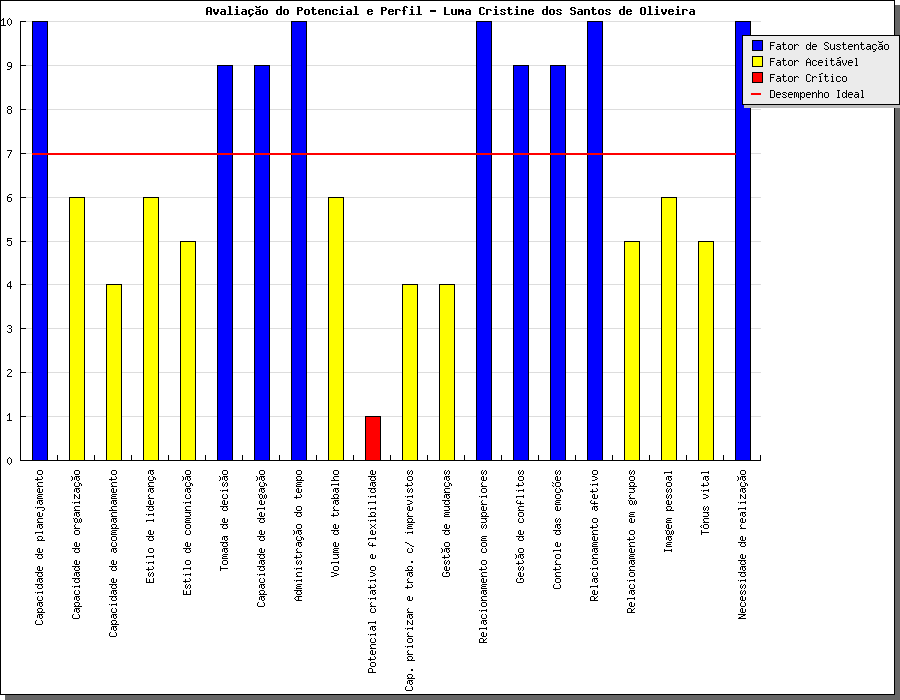 Avaliação do Potencial e Perfil - Luma Cristine dos Santos de Oliveira
Fator de Sustentação
Fator Aceitável
Fator Crítico
Desempenho Ideal
10
9
8
7
6
5
4
3
2
1
0
Capacidade de planejamento
Capacidade de organização
Capacidade de acompanhamento
Estilo de liderança
Estilo de comunicação
Tomada de decisão
Capacidade de delegação
Administração do tempo
Volume de trabalho
Potencial criativo e flexibilidade
Cap. priorizar e trab. c/ imprevistos
Gestão de mudanças
Relacionamento com superiores
Gestão de conflitos
Controle das emoções
Relacionamento afetivo
Relacionamento em grupos
Imagem pessoal
Tônus vital
Necessidade de realização